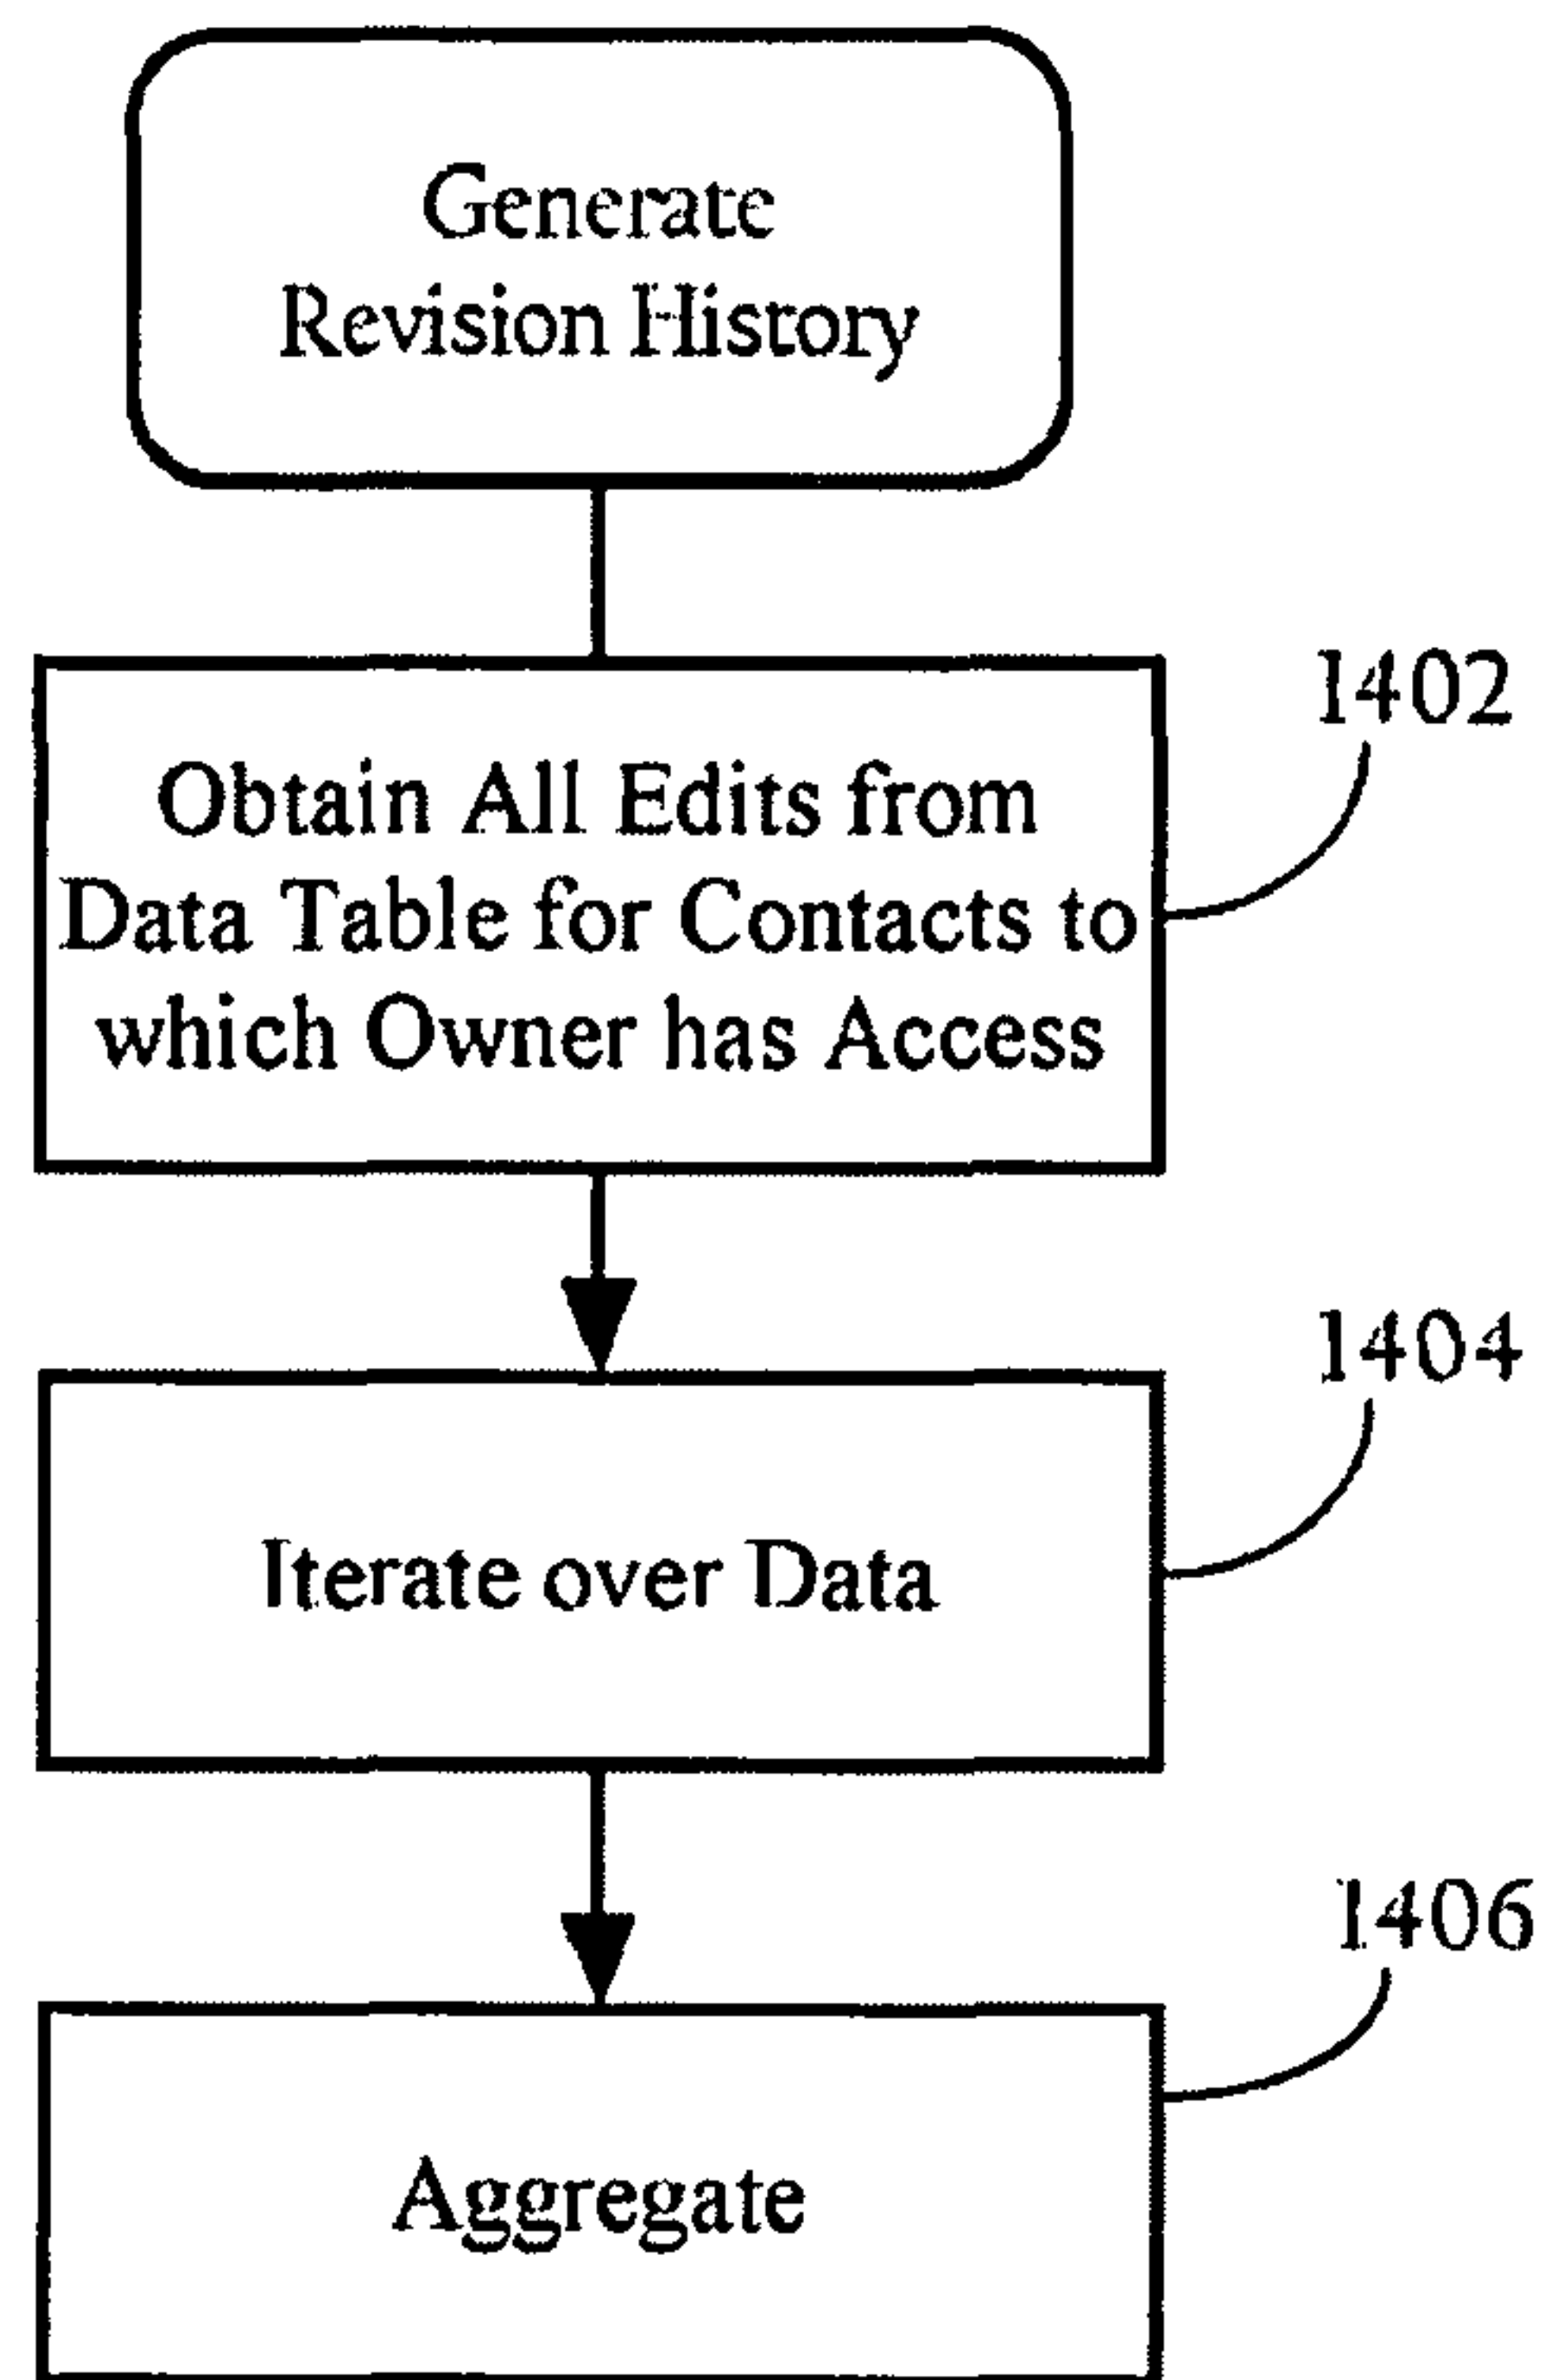 Generate
Revision History
1402
Obtain All Edits from
Data Table for Contacts to
which Owner has Access
1404
Iterate over Data
1406
Aggregate